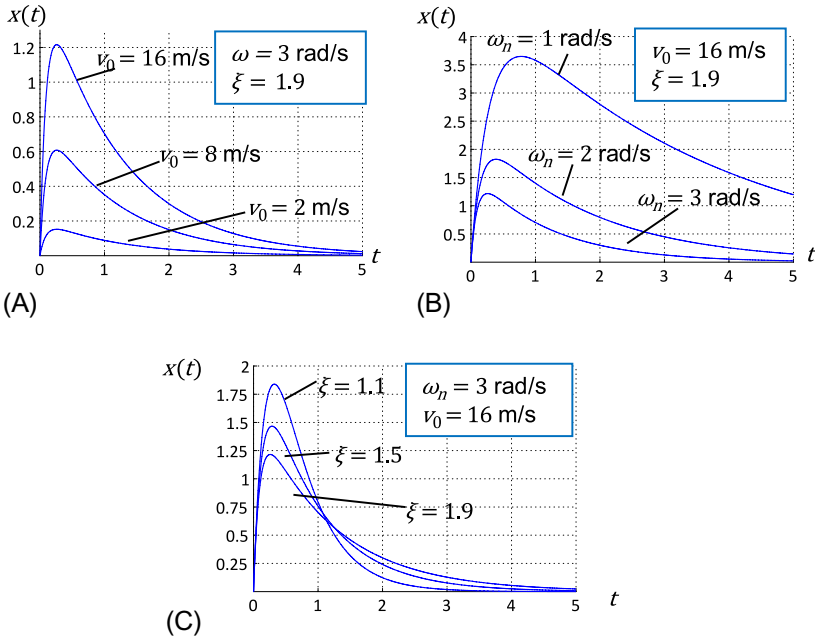 x(t)
1.2
1
0.8
0.6
0.4
0.2
0 1 2 3 4 5 t
v₀ = 16 m/s
v₀ = 8 m/s
v₀ = 2 m/s
ω = 3 rad/s
ξ = 1.9
(A)
x(t)
4
3.5
3
2.5
2
1.5
1
0.5
0 1 2 3 4 5 t
ωₙ = 1 rad/s
ωₙ = 2 rad/s
ωₙ = 3 rad/s
v₀ = 16 m/s
ξ = 1.9
(B)
x(t)
2
1.75
1.5
1.25
1
0.75
0.5
0.25
0 1 2 3 4 5 t
ξ = 1.1
ξ = 1.5
ξ = 1.9
ωₙ = 3 rad/s
v₀ = 16 m/s
(C)